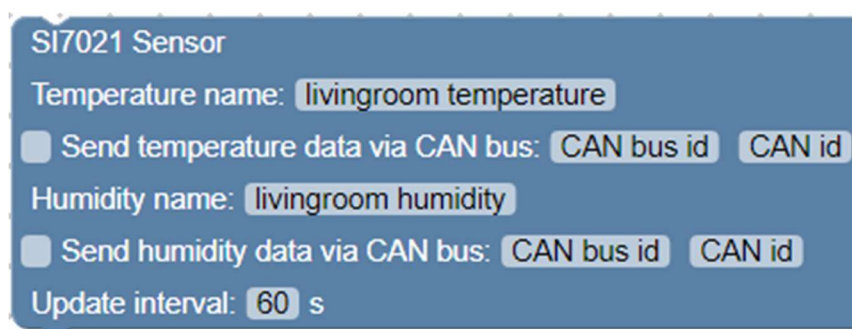 SI7021 Sensor
Temperature name: livingroom temperature
Send temperature data via CAN bus: CAN bus id CAN id
Humidity name: livingroom humidity
Send humidity data via CAN bus: CAN bus id CAN id
Update interval: 60 s